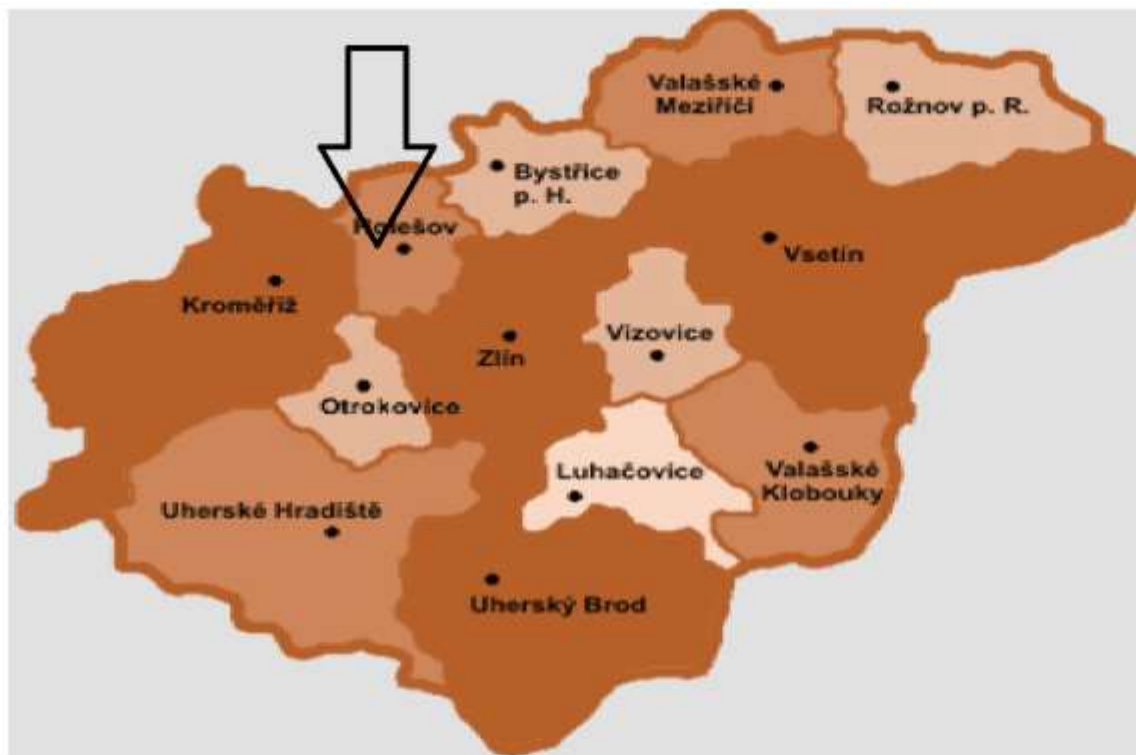 Valašské
Meziříčí
Rožnov p. R.
Bystřice
p. H.
Holešov
Vsetín
Kroměříž
Vizovice
Zlín
Otrokovice
Luhačovice
Valašské
Klobouky
Uherské Hradiště
Uherský Brod